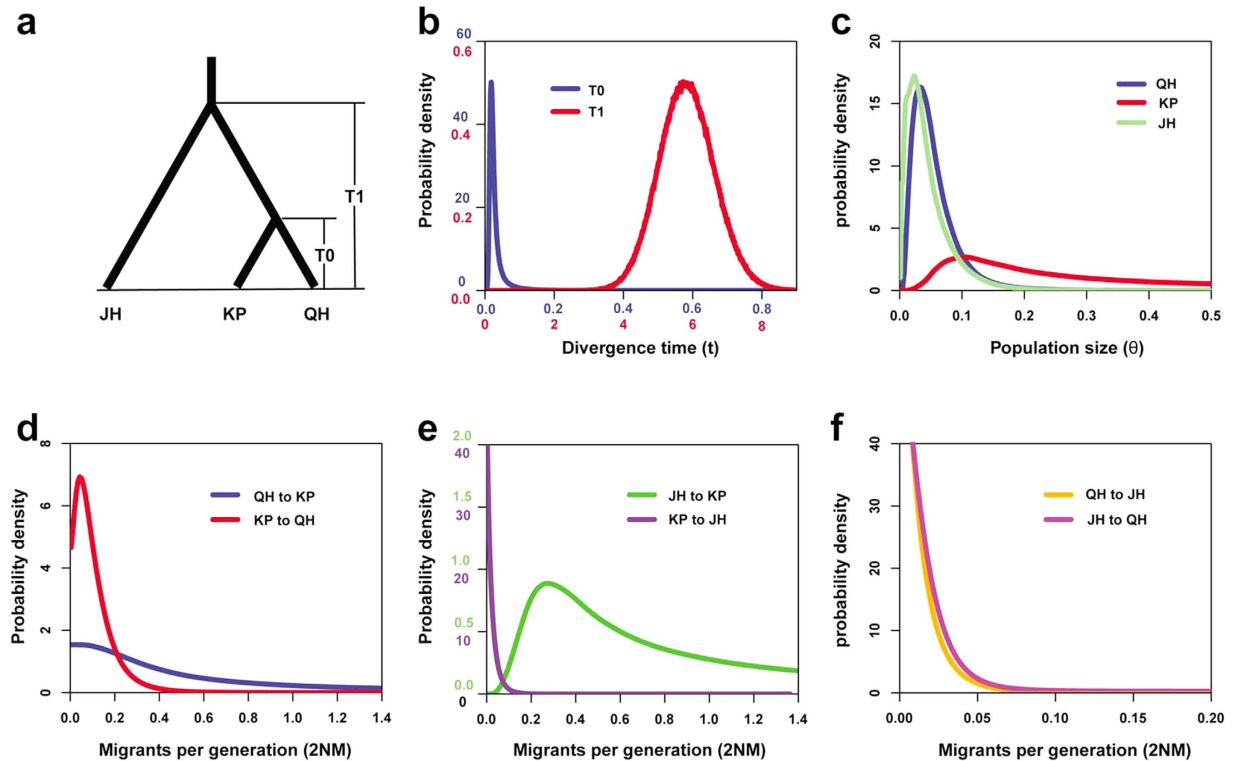 a
T1
T0
JH KP QH
b
60
0.6
T0
T1
40
0.4
20
0.2
0
0.0
0.0 0.2 0.4 0.6 0.8
0 2 4 6 8
Probability density
Divergence time (t)
c
20
15
10
5
0
QH
KP
JH
0.0 0.1 0.2 0.3 0.4 0.5
probability density
Population size (θ)
d
8
6
4
2
0
QH to KP
KP to QH
0.0 0.2 0.4 0.6 0.8 1.0 1.2 1.4
Probability density
Migrants per generation (2NM)
e
2.0
40
1.5
30
1.0
20
0.5
10
0.0
0
JH to KP
KP to JH
0.0 0.2 0.4 0.6 0.8 1.0 1.2 1.4
Probability density
Migrants per generation (2NM)
f
40
30
20
10
0
QH to JH
JH to QH
0.00 0.05 0.10 0.15 0.20
probability density
Migrants per generation (2NM)